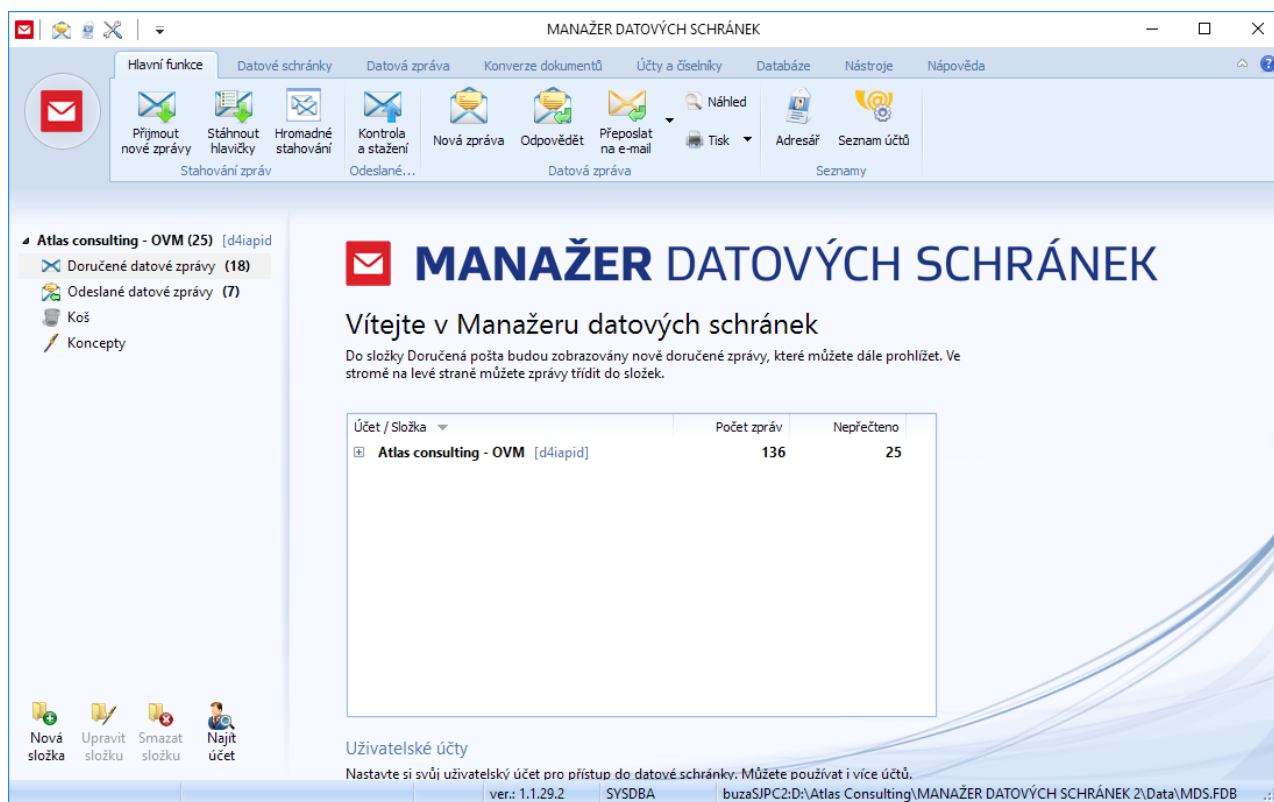 MANAŽER DATOVÝCH SCHRÁNEK
Hlavní funkce Datové schránky Datová zpráva Konverze dokumentů Účty a číselníky Databáze Nástroje Nápověda
Přijmout nové zprávy
Stáhnout hlavičky
Hromadné stahování
Kontrola a stažení
Nová zpráva
Odpovědět
Přeposlat na e-mail
Náhled
Tisk
Adresář
Seznam účtů
Stahování zpráv Odeslané... Datová zpráva Seznamy
Atlas consulting - OVM (25) [d4iapid
Doručené datové zprávy (18)
Odeslané datové zprávy (7)
Koš
Koncepty
MANAŽER DATOVÝCH SCHRÁNEK
Vítejte v Manažeru datových schránek
Do složky Doručená pošta budou zobrazovány nově doručené zprávy, které můžete dále prohlížet. Ve
stromě na levé straně můžete zprávy třídit do složek.
Účet / Složka Počet zpráv Nepřečteno
Atlas consulting - OVM [d4iapid] 136 25
Nová složka
Upravit složku
Smazat složku
Najít účet
Uživatelské účty
Nastavte si svůj uživatelský účet pro přístup do datové schránky. Můžete používat i více účtů.
ver.: 1.1.29.2 SYSDBA buzaSJPC2:D:\Atlas Consulting\MANAŽER DATOVÝCH SCHRÁNEK 2\Data\MDS.FDB